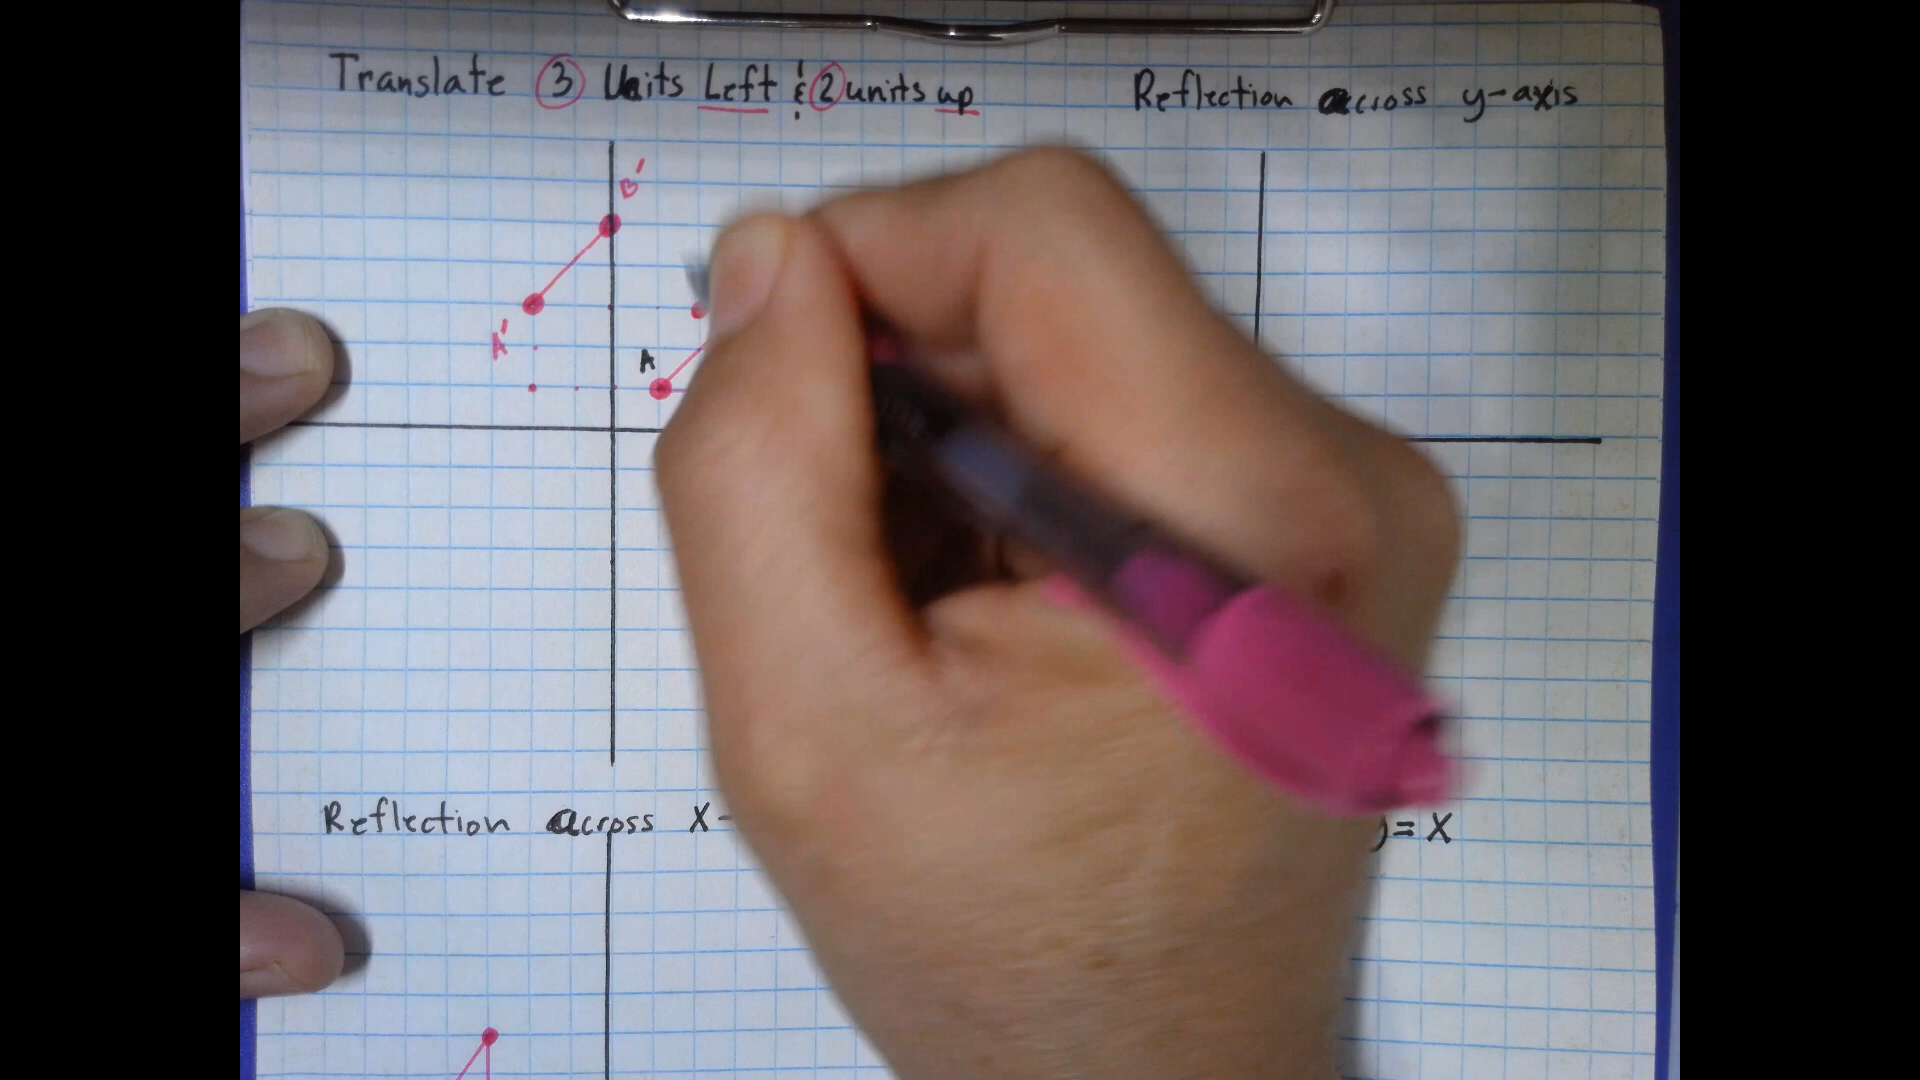 Translate 3 Units Left & 2 units up
Reflection across y-axis
B'
A'
A
Reflection across X-
y = X